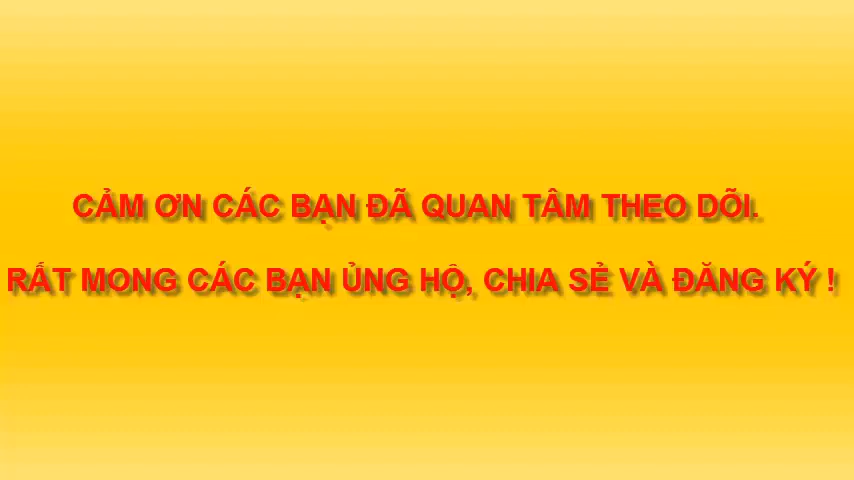 CẢM ƠN CÁC BẠN ĐÃ QUAN TÂM THEO DÕI.
RẤT MONG CÁC BẠN ỦNG HỘ, CHIA SẺ VÀ ĐĂNG KÝ !